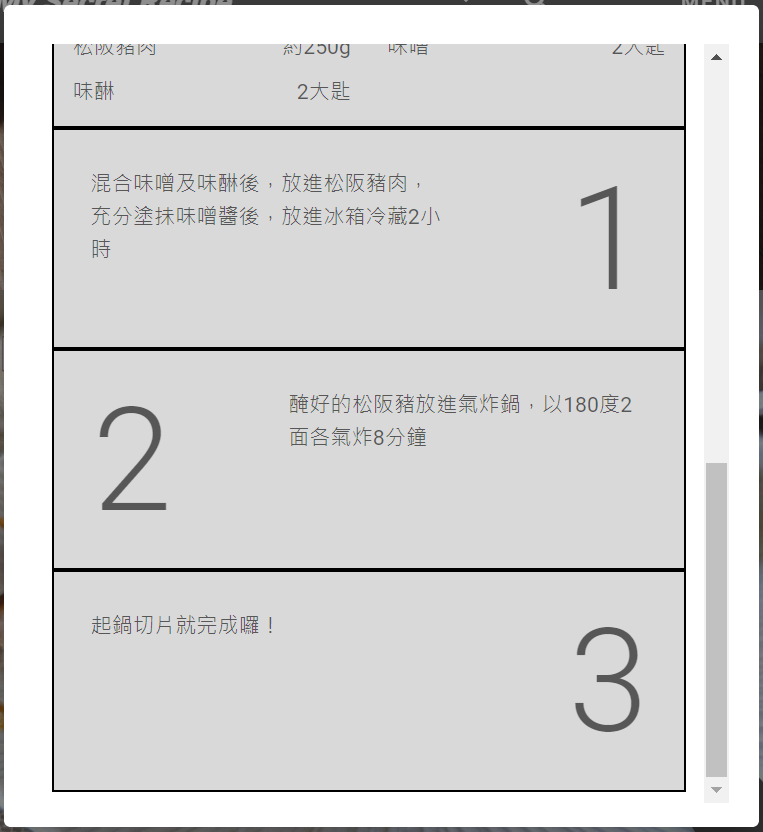 My Secret Recipe
MENU
松阪豬肉 約250g 味噌 2大匙
味醂 2大匙
混合味噌及味醂後，放進松阪豬肉，
充分塗抹味噌醬後，放進冰箱冷藏2小
時
1
2
醃好的松阪豬放進氣炸鍋，以180度2
面各氣炸8分鐘
起鍋切片就完成囉！
3